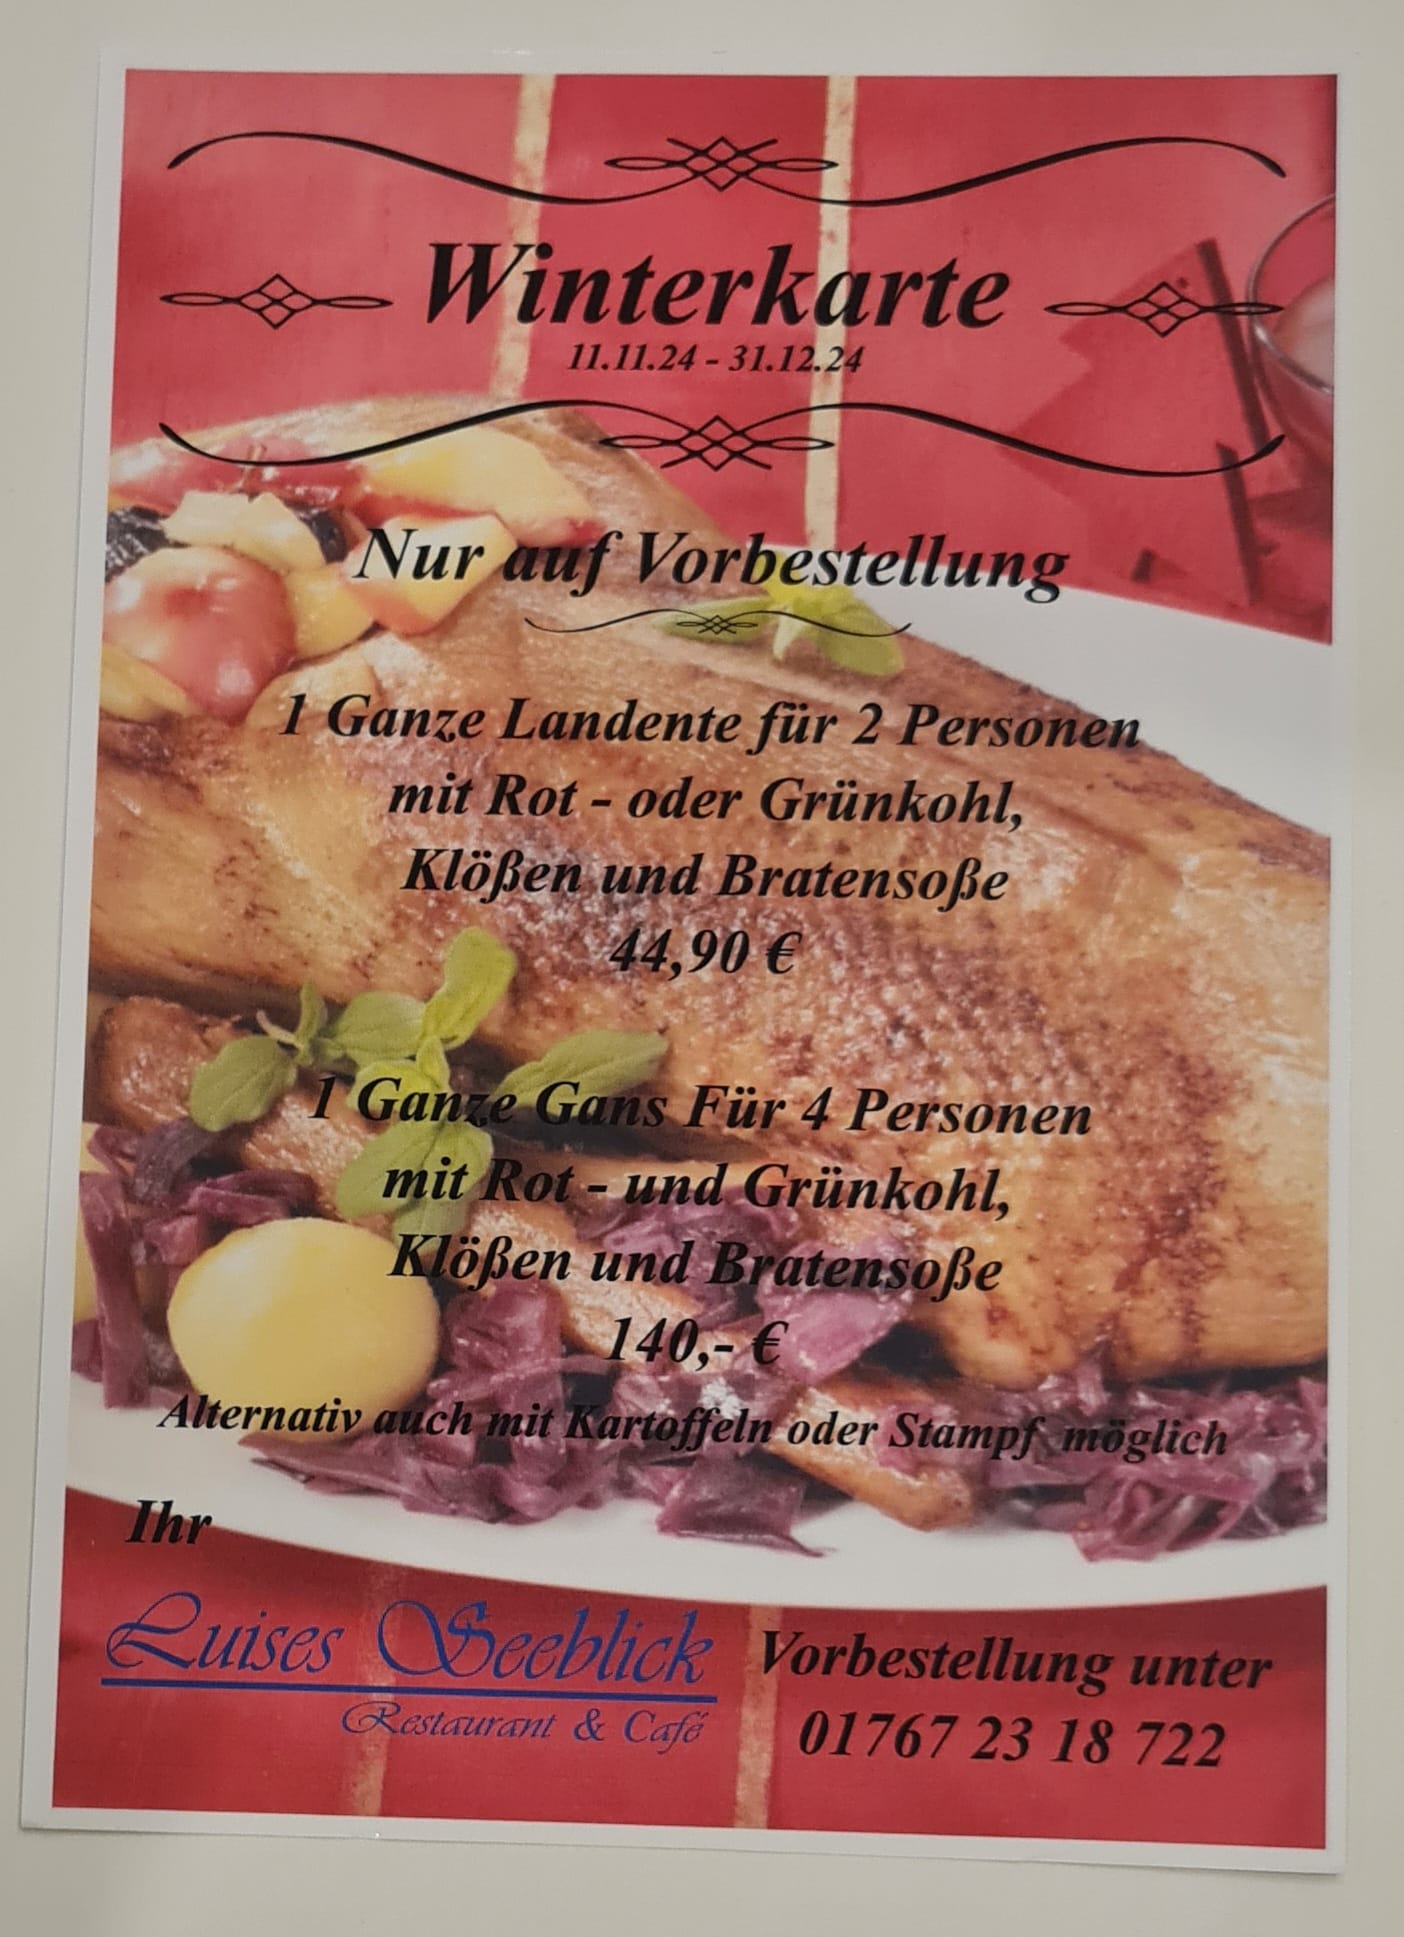 Winterkarte
11.11.24 - 31.12.24
Nur auf Vorbestellung
1 Ganze Landente für 2 Personen
mit Rot - oder Grünkohl,
Klößen und Bratensoße
44,90 €
1 Ganze Gans Für 4 Personen
mit Rot - und Grünkohl,
Klößen und Bratensoße
140,- €
Alternativ auch mit Kartoffeln oder Stampf möglich
Ihr
Luises Seeblick
Restaurant & Café
Vorbestellung unter
01767 23 18 722